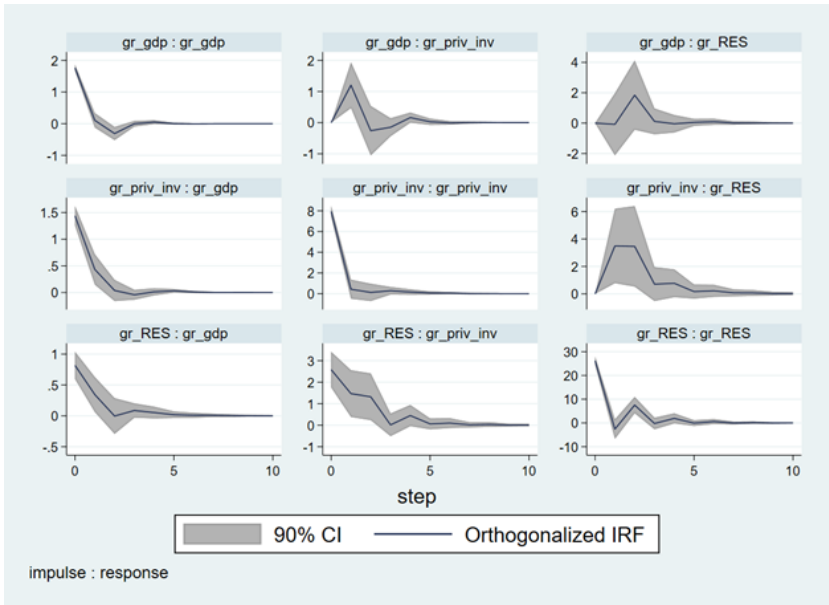 gr_gdp : gr_gdp
gr_gdp : gr_priv_inv
gr_gdp : gr_RES
2
1
0
-1
2
1
0
-1
4
2
0
-2
gr_priv_inv : gr_gdp
gr_priv_inv : gr_priv_inv
gr_priv_inv : gr_RES
1.5
1
.5
0
8
6
4
2
0
6
4
2
0
gr_RES : gr_gdp
gr_RES : gr_priv_inv
gr_RES : gr_RES
1
.5
0
-.5
3
2
1
0
-1
30
20
10
0
-10
0 5 10
0 5 10
0 5 10
step
90% CI Orthogonalized IRF
impulse : response